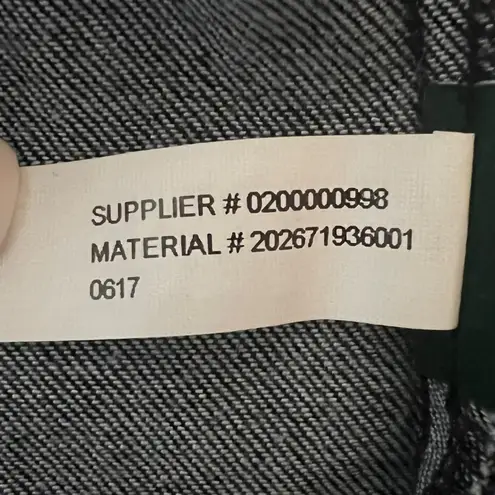 SUPPLIER # 0200000998
MATERIAL # 202671936001
0617